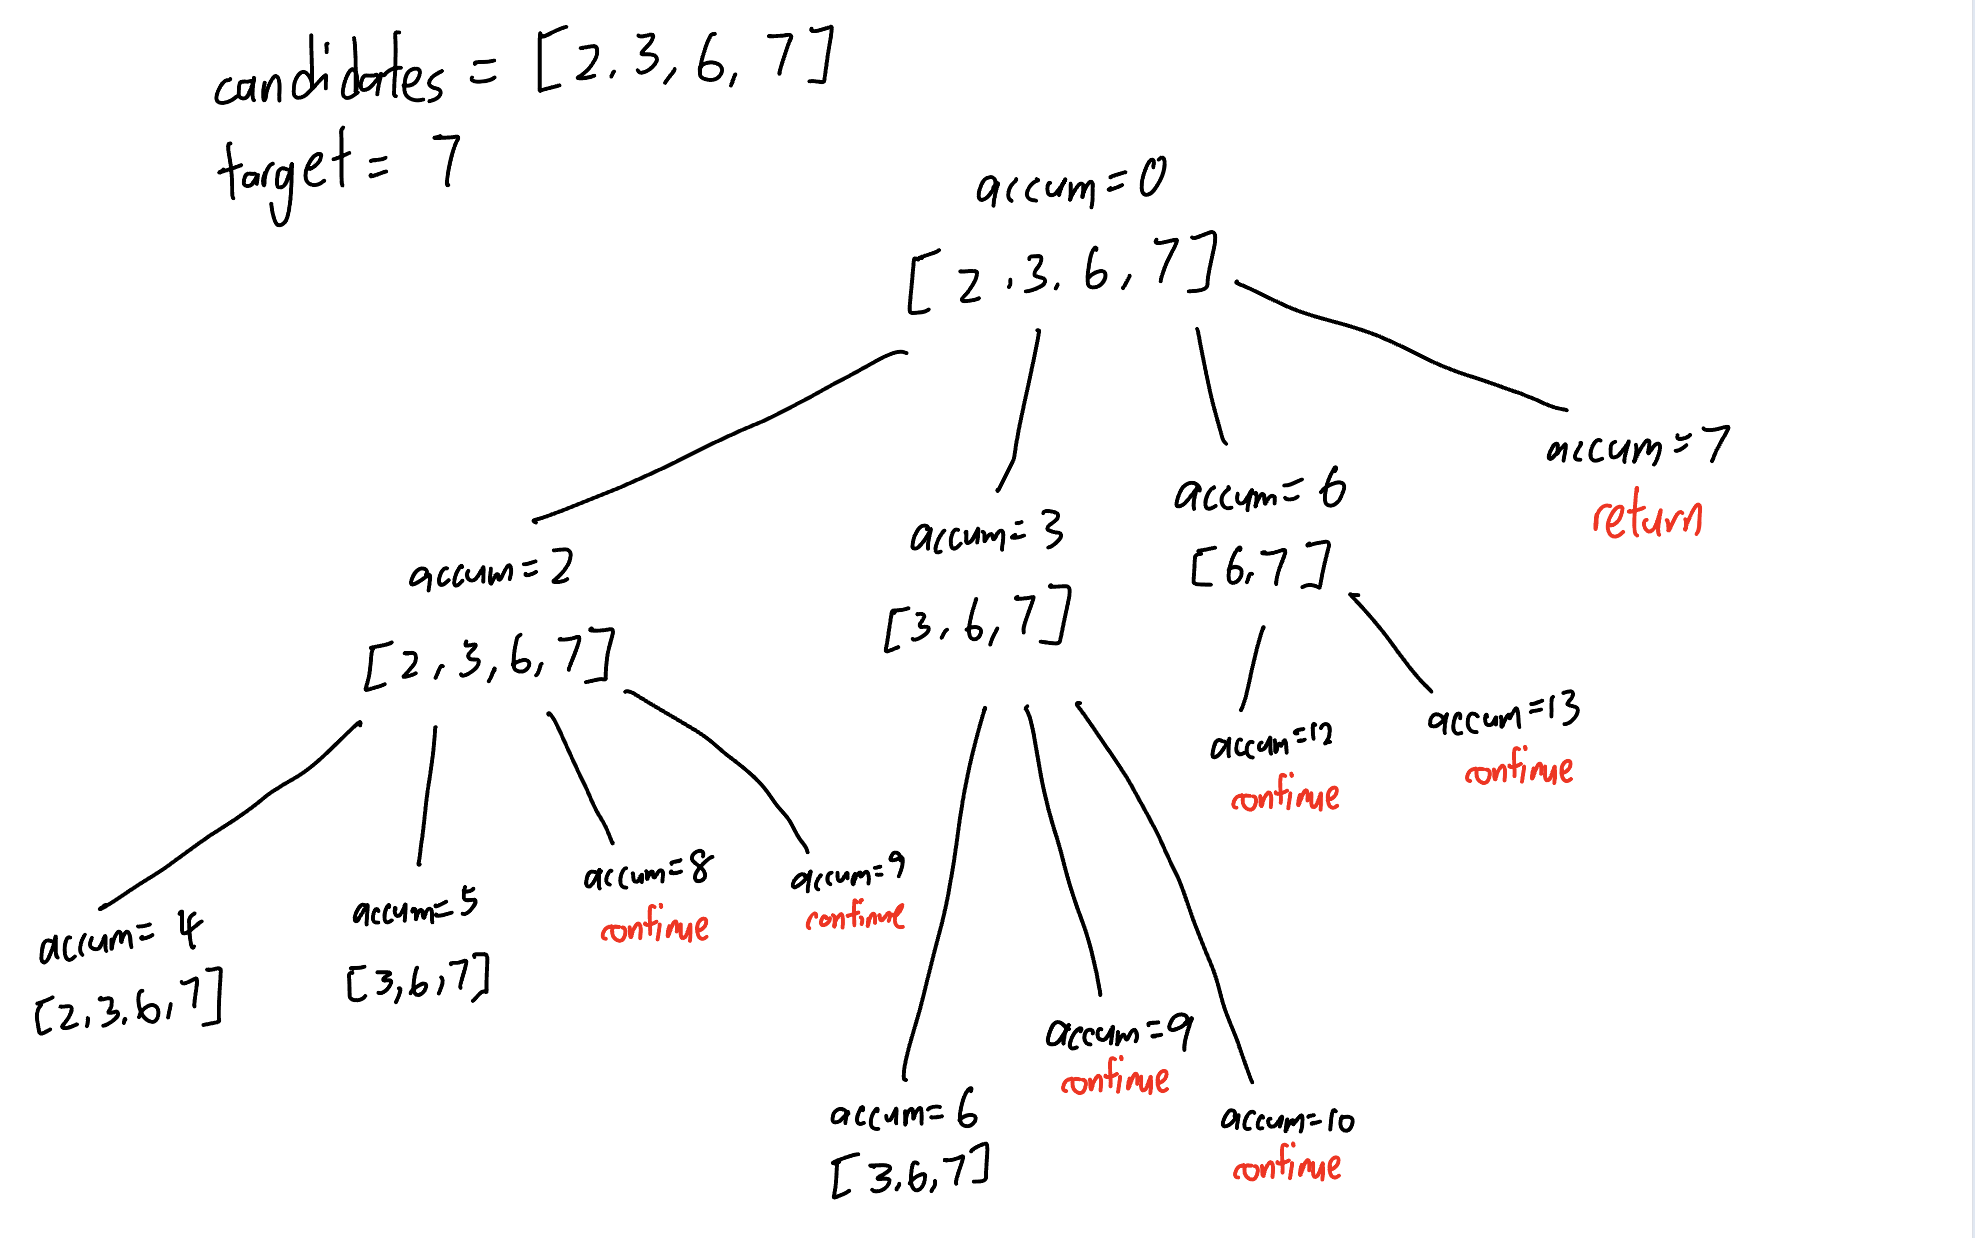 candidates = [2.3, 6, 7]
target = 7
accum=0
[2.3.6,7]
accum=2
[2,3,6,7]
accum=3
[3,6,7]
accum=6
[6,7]
accum=7
return
accum=4
[2,3.6,7]
accum=5
[3,6,7]
accum=8
continue
accum=9
continue
accum=6
[3.6,7]
accum=9
continue
accum=10
continue
accum=12
continue
accum=13
continue